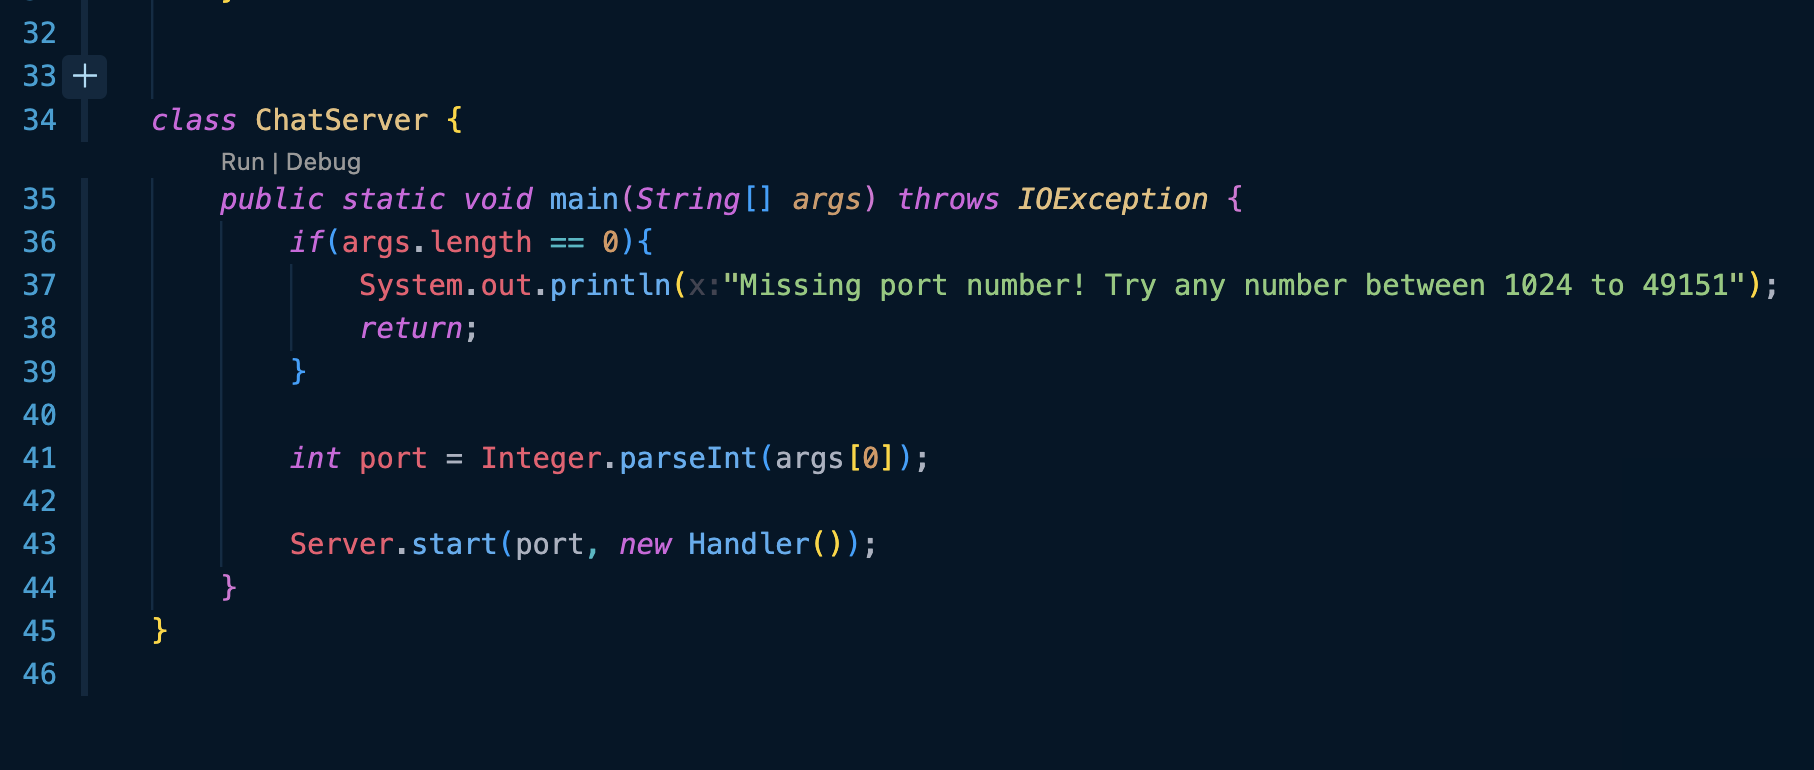 32
33 +
34 class ChatServer {
Run | Debug
35 public static void main(String[] args) throws IOException {
36 if(args.length == 0){
37 System.out.println(x:"Missing port number! Try any number between 1024 to 49151");
38 return;
39 }
40
41 int port = Integer.parseInt(args[0]);
42
43 Server.start(port, new Handler());
44 }
45 }
46